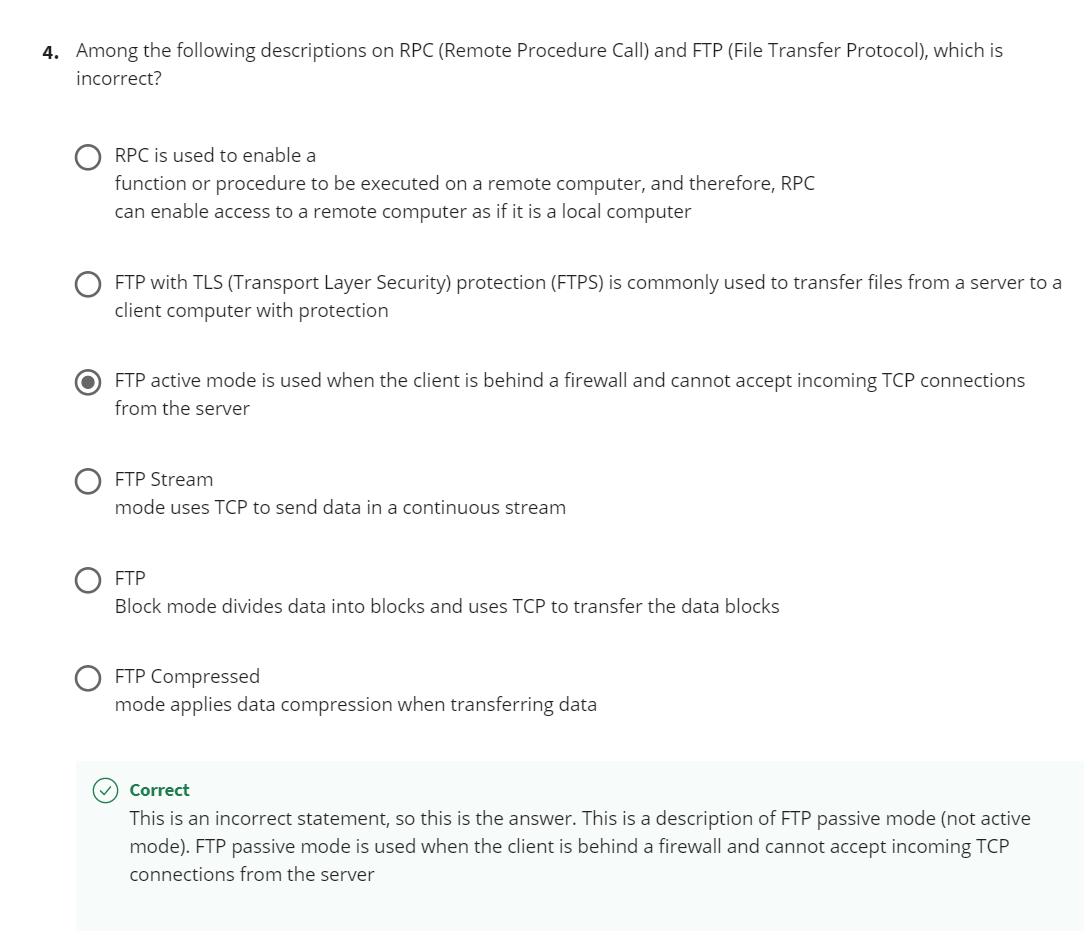 4. Among the following descriptions on RPC (Remote Procedure Call) and FTP (File Transfer Protocol), which is
incorrect?
RPC is used to enable a
function or procedure to be executed on a remote computer, and therefore, RPC
can enable access to a remote computer as if it is a local computer
FTP with TLS (Transport Layer Security) protection (FTPS) is commonly used to transfer files from a server to a
client computer with protection
FTP active mode is used when the client is behind a firewall and cannot accept incoming TCP connections
from the server
FTP Stream
mode uses TCP to send data in a continuous stream
FTP
Block mode divides data into blocks and uses TCP to transfer the data blocks
FTP Compressed
mode applies data compression when transferring data
Correct
This is an incorrect statement, so this is the answer. This is a description of FTP passive mode (not active
mode). FTP passive mode is used when the client is behind a firewall and cannot accept incoming TCP
connections from the server